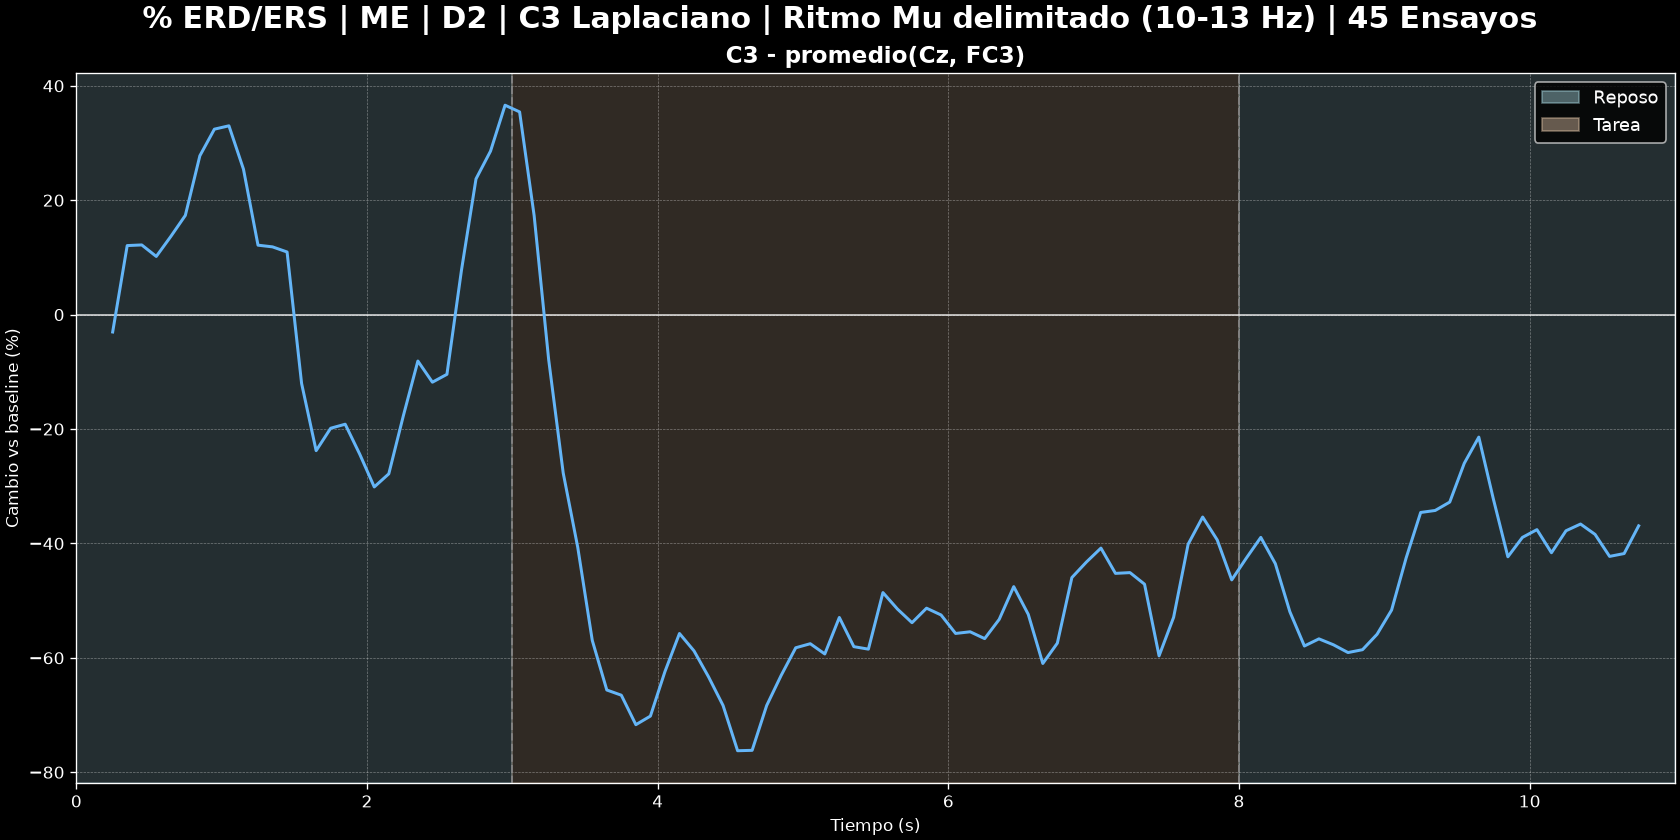 % ERD/ERS | ME | D2 | C3 Laplaciano | Ritmo Mu delimitado (10-13 Hz) | 45 Ensayos
C3 - promedio(Cz, FC3)
Reposo
Tarea
Cambio vs baseline (%)
40
20
0
−20
−40
−60
−80
0
2
4
6
8
10
Tiempo (s)